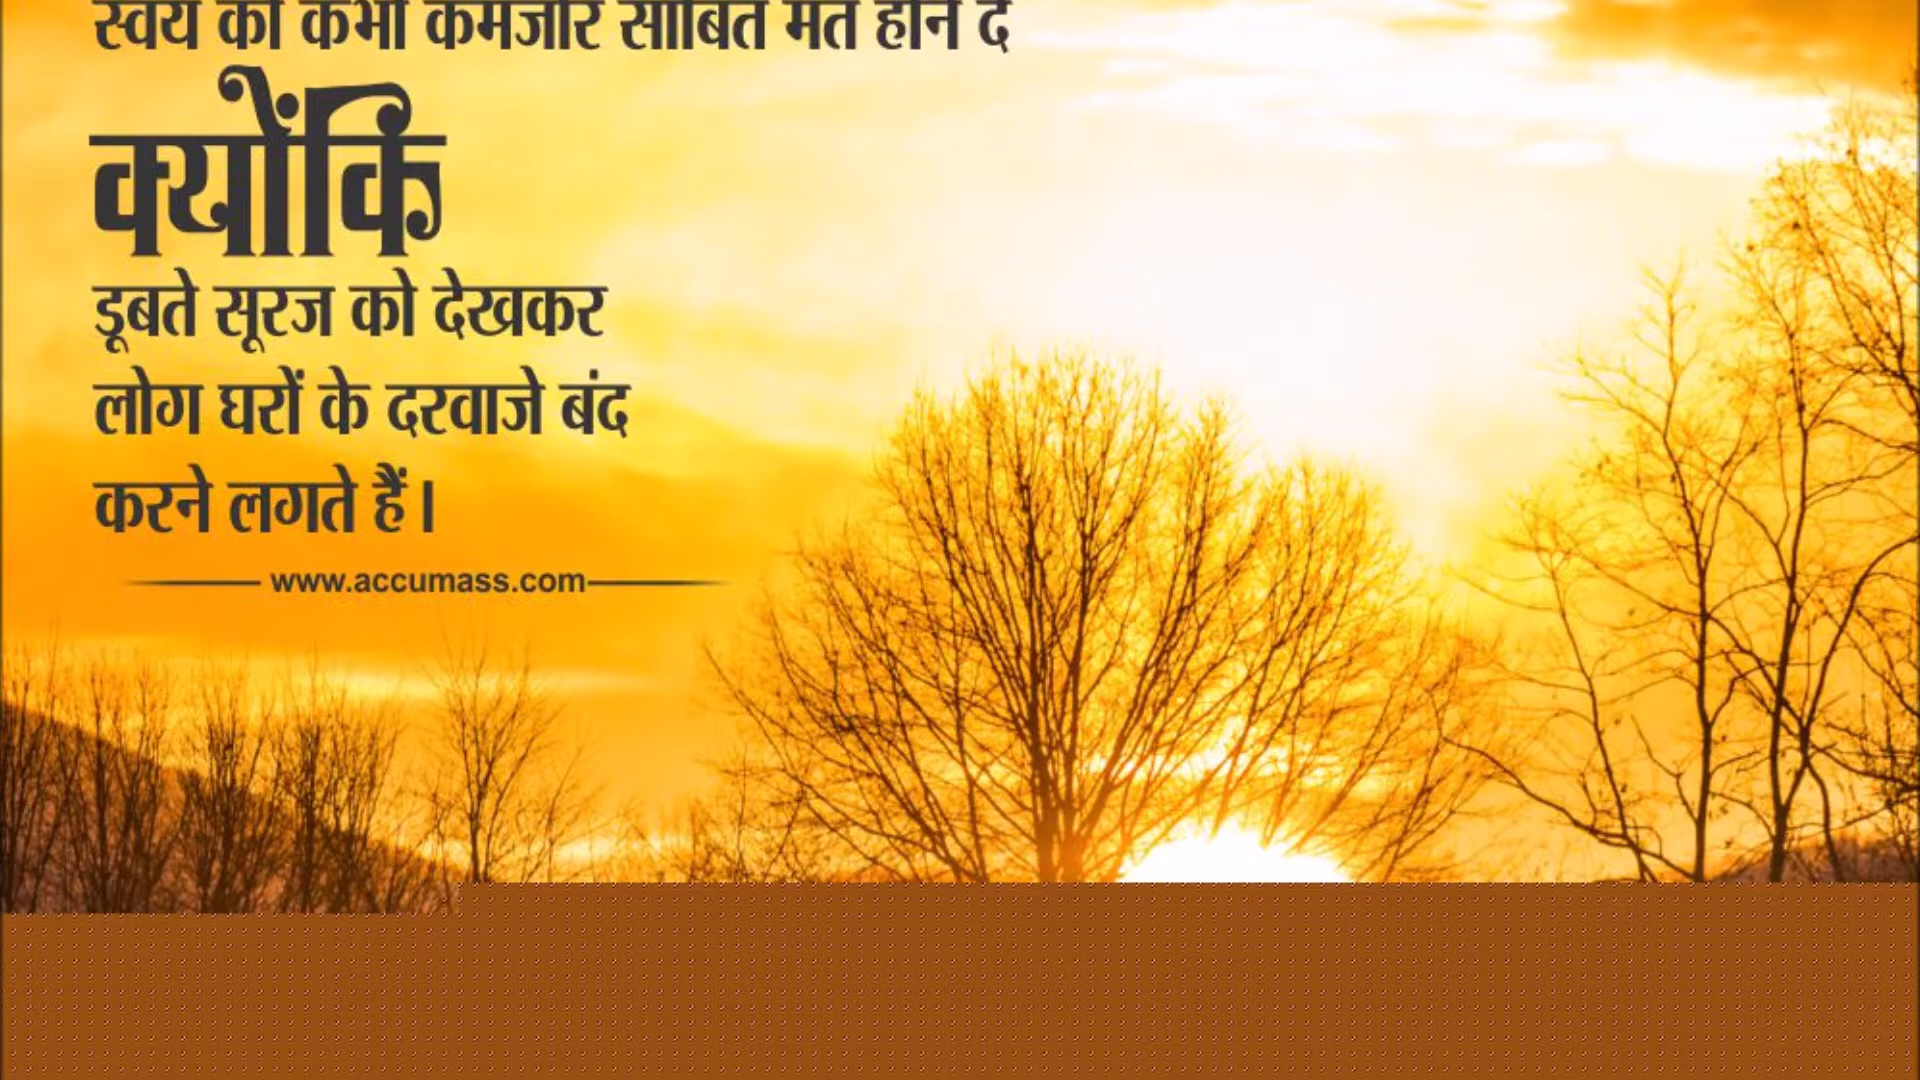 स्वयं को कभी कमजोर साबित मत होने दें
क्योंकि
डूबते सूरज को देखकर
लोग घरों के दरवाजे बंद
करने लगते हैं।
www.accumass.com